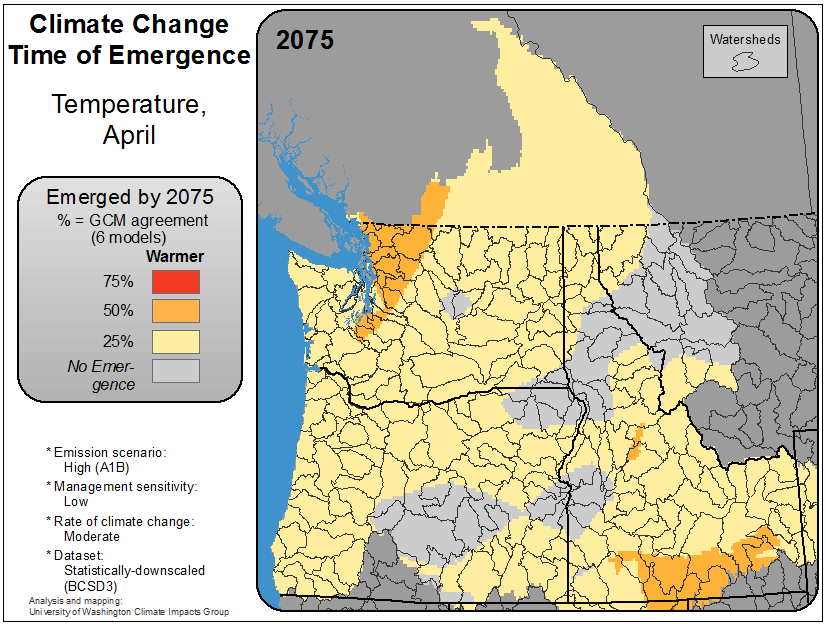 Climate Change
Time of Emergence
Temperature,
April
Emerged by 2075
% = GCM agreement
(6 models)
Warmer
75%
50%
25%
No Emer-
gence
* Emission scenario:
High (A1B)
* Management sensitivity:
Low
* Rate of climate change:
Moderate
* Dataset:
Statistically-downscaled
(BCSD3)
Analysis and mapping:
University of Washington Climate Impacts Group
2075
Watersheds